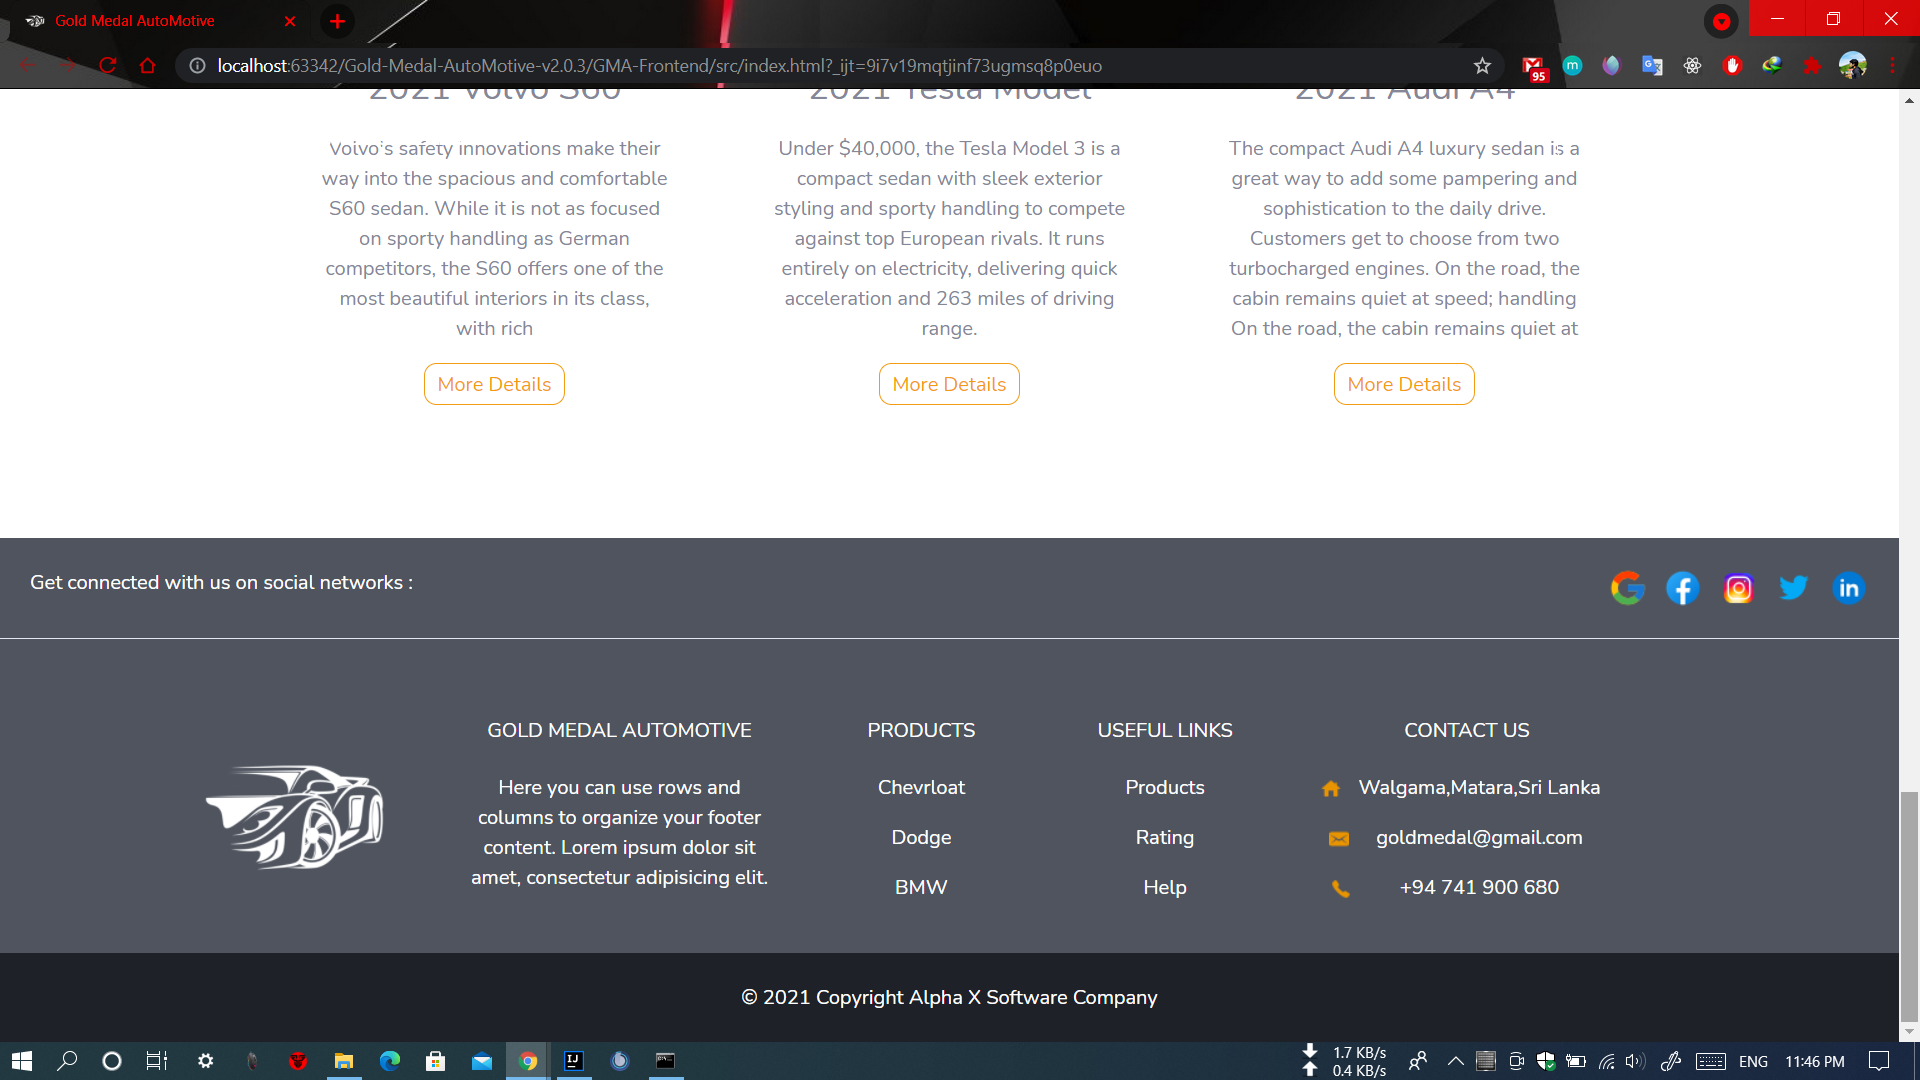 Gold Medal AutoMotive
localhost:63342/Gold-Medal-AutoMotive-v2.0.3/GMA-Frontend/src/index.html?_ijt=9i7v19mqtjinf73ugmsq8p0euo
95
m
2021 Volvo S60
Volvo's safety innovations make their
way into the spacious and comfortable
S60 sedan. While it is not as focused
on sporty handling as German
competitors, the S60 offers one of the
most beautiful interiors in its class,
with rich
More Details
2021 Tesla Model
Under $40,000, the Tesla Model 3 is a
compact sedan with sleek exterior
styling and sporty handling to compete
against top European rivals. It runs
entirely on electricity, delivering quick
acceleration and 263 miles of driving
range.
More Details
2021 Audi A4
The compact Audi A4 luxury sedan is a
great way to add some pampering and
sophistication to the daily drive.
Customers get to choose from two
turbocharged engines. On the road, the
cabin remains quiet at speed; handling
On the road, the cabin remains quiet at
More Details
Get connected with us on social networks :
GOLD MEDAL AUTOMOTIVE
Here you can use rows and
columns to organize your footer
content. Lorem ipsum dolor sit
amet, consectetur adipisicing elit.
PRODUCTS
Chevrloat
Dodge
BMW
USEFUL LINKS
Products
Rating
Help
CONTACT US
Walgama,Matara,Sri Lanka
goldmedal@gmail.com
+94 741 900 680
© 2021 Copyright Alpha X Software Company
1.7 KB/s
0.4 KB/s
ENG
11:46 PM